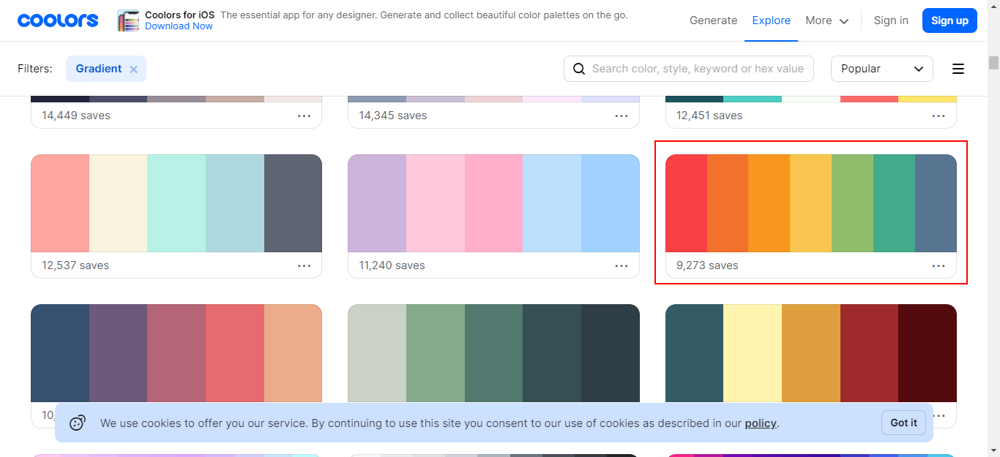 coolors
Coolors for iOS The essential app for any designer. Generate and collect beautiful color palettes on the go.
Download Now
Generate
Explore
More
Sign in
Sign up
Filters:
Gradient
Search color, style, keyword or hex value
Popular
14,449 saves
14,345 saves
12,451 saves
12,537 saves
11,240 saves
9,273 saves
10,
We use cookies to offer you our service. By continuing to use this site you consent to our use of cookies as described in our policy.
Got it